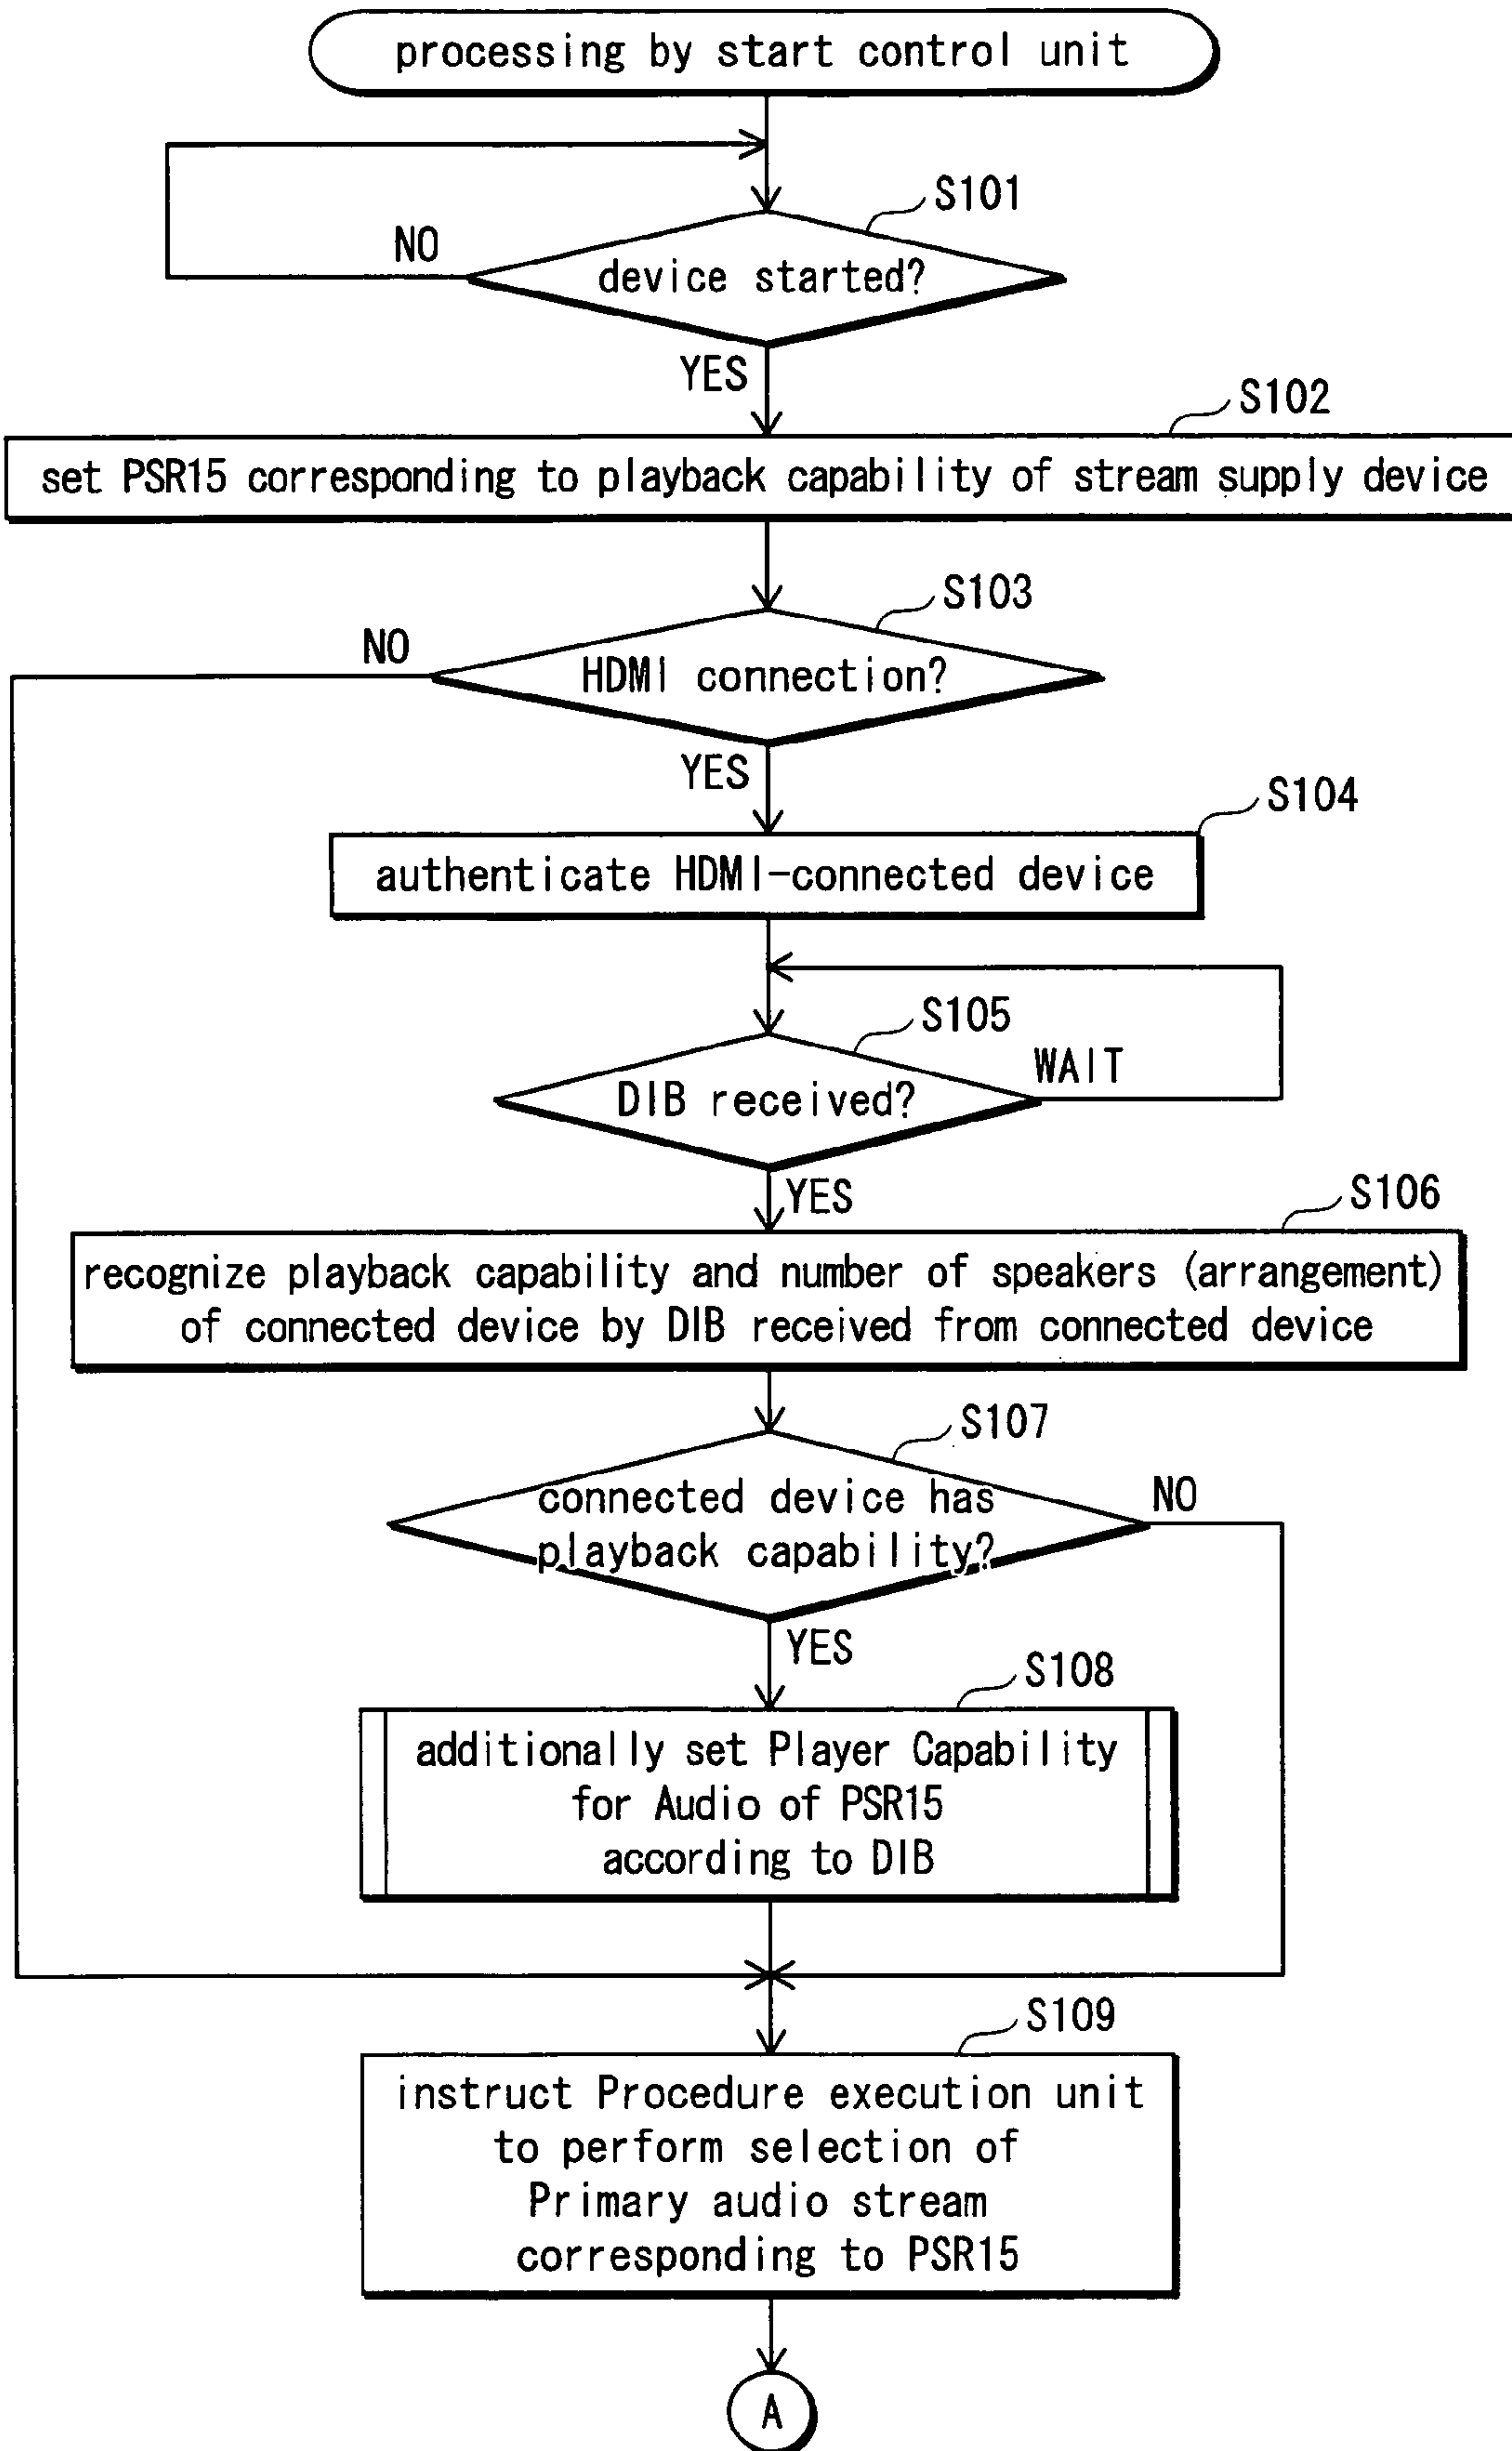 processing by start control unit
S101
NO
device started?
YES
S102
set PSR15 corresponding to playback capability of stream supply device
S103
NO
HDMI connection?
YES
S104
authenticate HDMI-connected device
S105
WAIT
DIB received?
YES
S106
recognize playback capability and number of speakers (arrangement)
of connected device by DIB received from connected device
S107
connected device has
NO
playback capability?
YES
S108
additionally set Player Capability
for Audio of PSR15
according to DIB
S109
instruct Procedure execution unit
to perform selection of
Primary audio stream
corresponding to PSR15
A